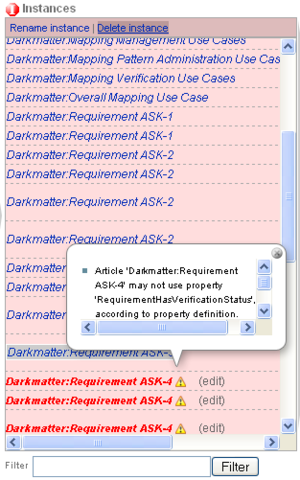 Instances
Rename instance | Delete instance
Darkmatter:Mapping Management Use Cases
Darkmatter:Mapping Pattern Administration Use Cas
Darkmatter:Mapping Verification Use Cases
Darkmatter:Overall Mapping Use Case
Darkmatter:Requirement ASK-1
Darkmatter:Requirement ASK-1
Darkmatter:Requirement ASK-2
Darkmatter:Requirement ASK-2
Darkmatter:Requirement ASK-2
Darkmatter:Requirement ASK-2
Article 'Darkmatter:Requirement
ASK-4' may not use property
'RequirementHasVerificationStatus',
according to property definition.
Darkmatter:Requirement ASK-
Darkmatter:Requirement ASK-4 (edit)
Darkmatter:Requirement ASK-4 (edit)
Darkmatter:Requirement ASK-4 (edit)
Filter Filter